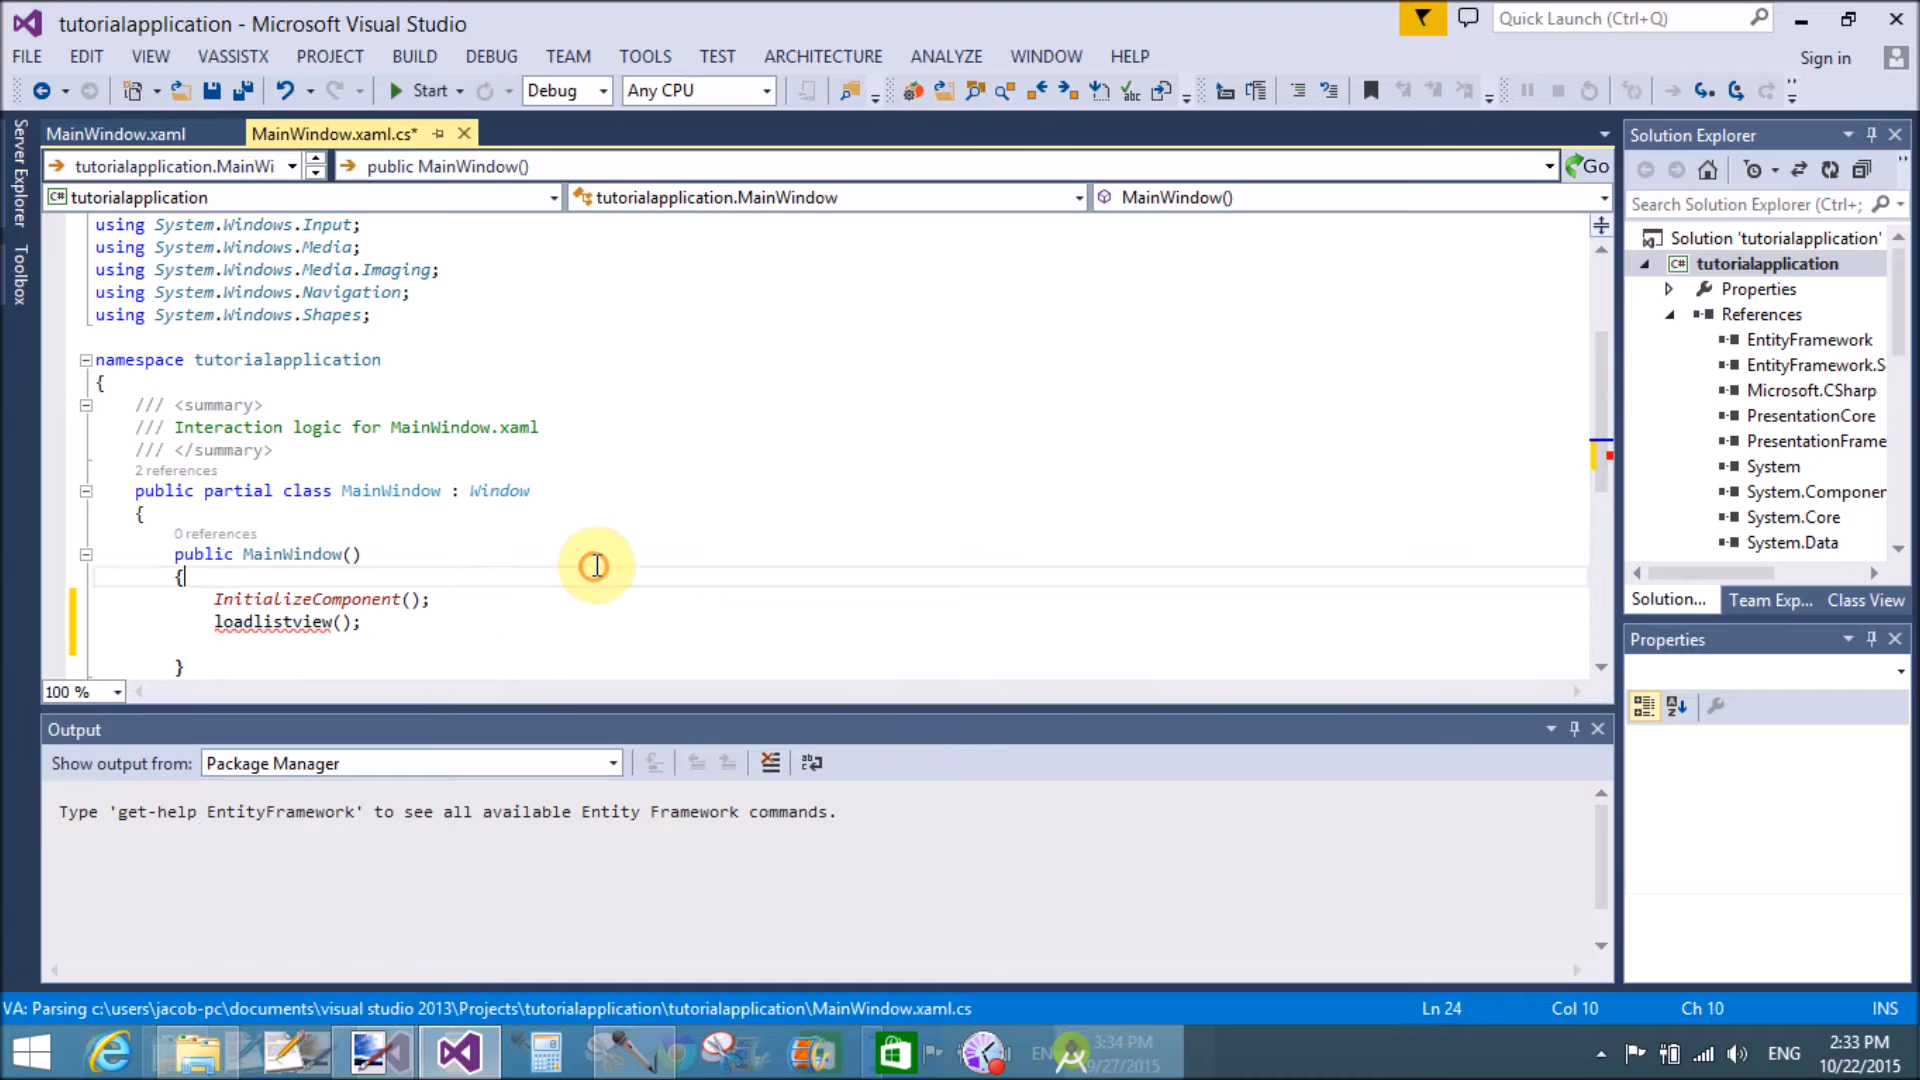 tutorialapplication - Microsoft Visual Studio
Quick Launch (Ctrl+Q)
FILE EDIT VIEW VASSISTX PROJECT BUILD DEBUG TEAM TOOLS TEST ARCHITECTURE ANALYZE WINDOW HELP
Sign in
Start Debug Any CPU
Server Explorer
Toolbox
MainWindow.xaml MainWindow.xaml.cs*
tutorialapplication.MainWi public MainWindow() Go
tutorialapplication tutorialapplication.MainWindow MainWindow()
using System.Windows.Input;
using System.Windows.Media;
using System.Windows.Media.Imaging;
using System.Windows.Navigation;
using System.Windows.Shapes;
namespace tutorialapplication
{
/// <summary>
/// Interaction logic for MainWindow.xaml
/// </summary>
2 references
public partial class MainWindow : Window
{
0 references
public MainWindow()
{
InitializeComponent();
loadlistview();
}
100 %
Output
Show output from: Package Manager
Type 'get-help EntityFramework' to see all available Entity Framework commands.
Solution Explorer
Search Solution Explorer (Ctrl+;
Solution 'tutorialapplication'
C# tutorialapplication
Properties
References
EntityFramework
EntityFramework.S
Microsoft.CSharp
PresentationCore
PresentationFrame
System
System.Componer
System.Core
System.Data
Solution... Team Exp... Class View
Properties
VA: Parsing c:\users\jacob-pc\documents\visual studio 2013\Projects\tutorialapplication\tutorialapplication\MainWindow.xaml.cs
Ln 24 Col 10 Ch 10 INS
EN 3:34 PM
9/27/2015
ENG
2:33 PM
10/22/2015